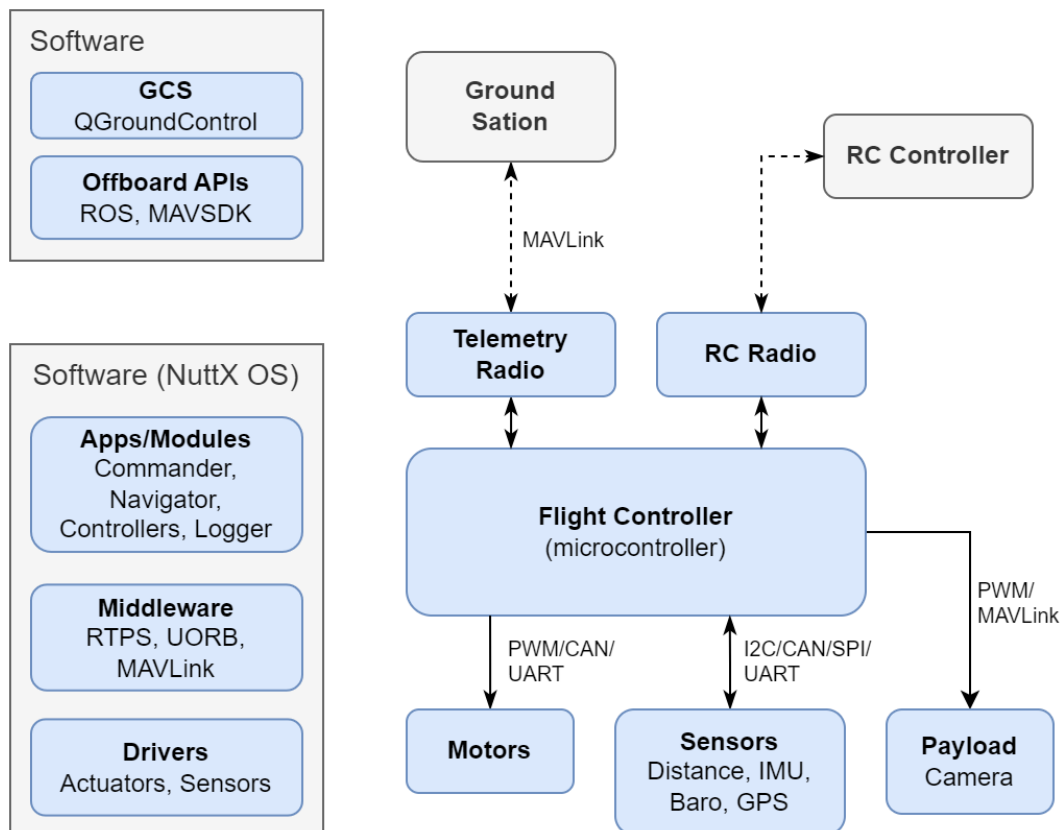 Software
GCS
QGroundControl
Offboard APIs
ROS, MAVSDK
Software (NuttX OS)
Apps/Modules
Commander,
Navigator,
Controllers, Logger
Middleware
RTPS, UORB,
MAVLink
Drivers
Actuators, Sensors
Ground
Sation
RC Controller
MAVLink
Telemetry
Radio
RC Radio
Flight Controller
(microcontroller)
PWM/CAN/
UART
I2C/CAN/SPI/
UART
PWM/
MAVLink
Motors
Sensors
Distance, IMU,
Baro, GPS
Payload
Camera